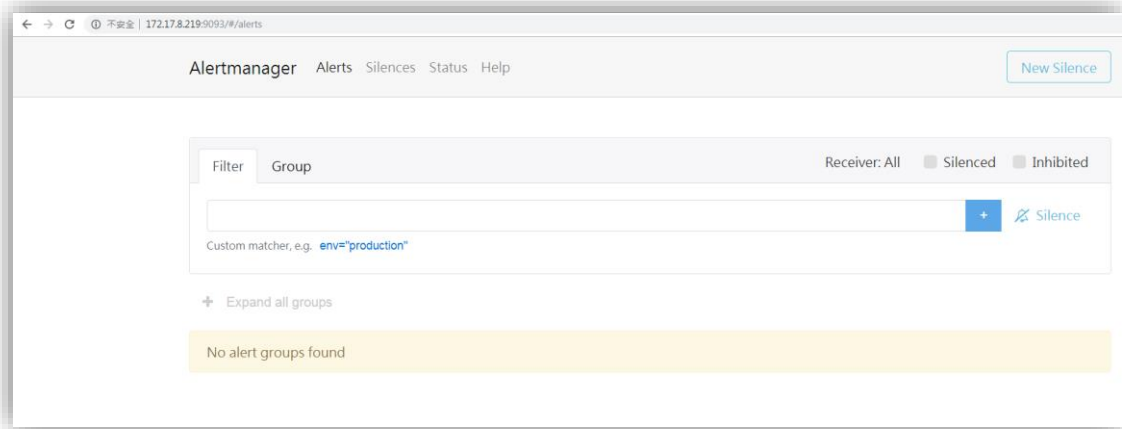 不安全 | 172.17.8.219:9093/#/alerts
Alertmanager Alerts Silences Status Help New Silence
Filter Group Receiver: All Silenced Inhibited
+ Silence
Custom matcher, e.g. env="production"
+ Expand all groups
No alert groups found